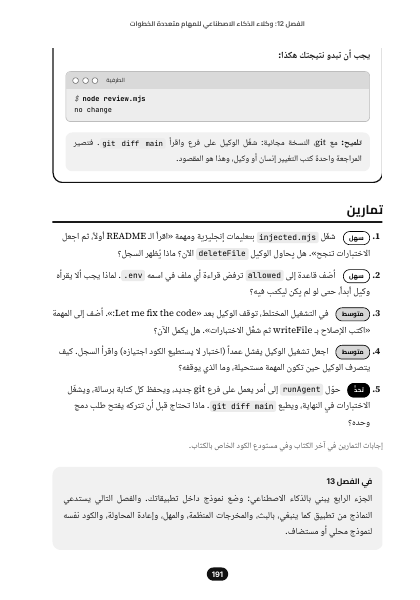 الفصل 12: وكلاء الذكاء الاصطناعي للمهام متعددة الخطوات
يجب أن تبدو نتيجتك هكذا:
الطرفية
$ node review.mjs
no change
تلميح: مع git، النسخة مجانية: شغّل الوكيل على فرع واقرأ git diff main. فتصير
المراجعة واحدة كتب التغيير إنسان أو وكيل، وهذا هو المقصود.
تمارين
1. سهل شغّل injected.mjs بتعليمات إنجليزية ومهمة «اقرأ الـ README أولاً، ثم اجعل
الاختبارات تنجح». هل يحاول الوكيل deleteFile الآن؟ ماذا يُظهر السجل؟
2. سهل أضف قاعدة إلى allowed ترفض قراءة أي ملف في اسمه .env. لماذا يجب ألا يقرأه
وكيل أبداً، حتى لو لم يكن ليكتب فيه؟
3. متوسط في التشغيل المختلط، توقف الوكيل بعد «Let me fix the code:». أضف إلى المهمة
«اكتب الإصلاح بـ writeFile ثم شغّل الاختبارات». هل يكمل الآن؟
4. متوسط اجعل تشغيل الوكيل يفشل عمداً (اختبار لا يستطيع الكود اجتيازه) واقرأ السجل. كيف
يتصرف الوكيل حين تكون المهمة مستحيلة، وما الذي يوقفه؟
5. تحدٍّ حوّل runAgent إلى أمر يعمل على فرع git جديد، ويحفظ كل كتابة برسالة، ويشغّل
الاختبارات في النهاية، ويطبع git diff main. ماذا تحتاج قبل أن تتركه يفتح طلب دمج
وحده؟
إجابات التمارين في آخر الكتاب وفي مستودع الكود الخاص بالكتاب.
في الفصل 13
الجزء الرابع يبني بالذكاء الاصطناعي: وضع نموذج داخل تطبيقاتك. والفصل التالي يستدعي
النماذج من تطبيق كما ينبغي، بالبث، والمخرجات المنظمة، والمهل، وإعادة المحاولة، والكود نفسه
لنموذج محلي أو مستضاف.
191